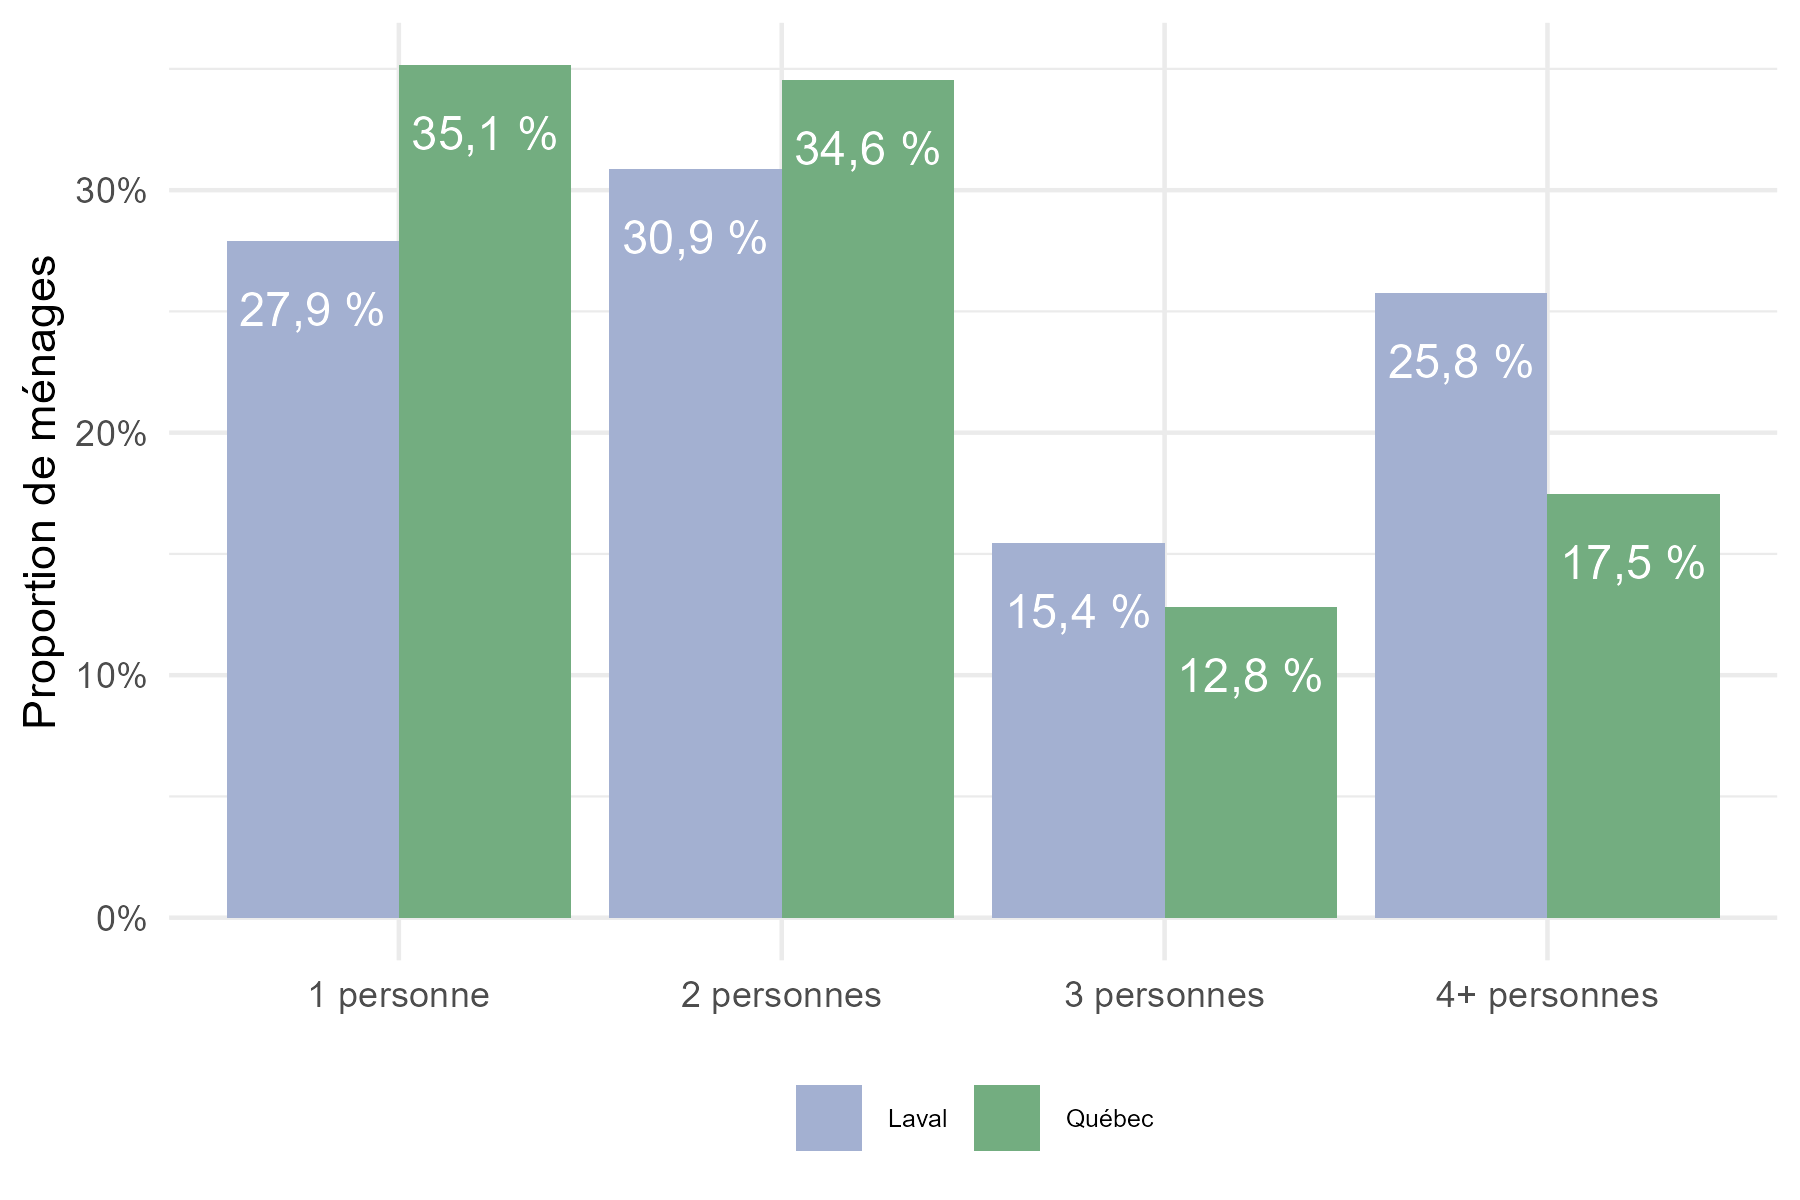 Proportion de ménages
30%
20%
10%
0%
27,9 %
35,1 %
30,9 %
34,6 %
15,4 %
12,8 %
25,8 %
17,5 %
1 personne
2 personnes
3 personnes
4+ personnes
Laval
Québec